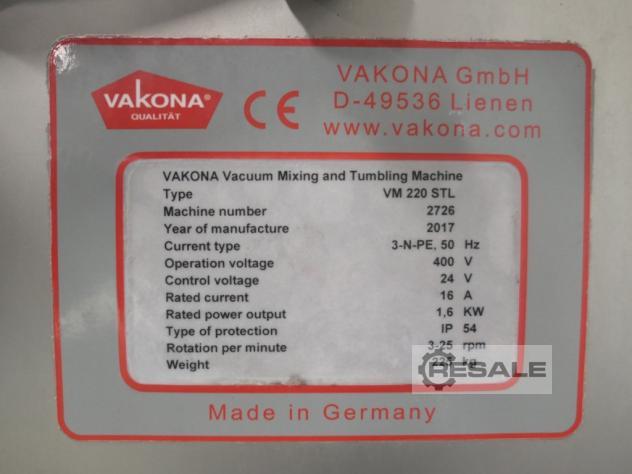 VAKONA®
QUALITÄT
CE
VAKONA GmbH
D-49536 Lienen
www.vakona.com
VAKONA Vacuum Mixing and Tumbling Machine
Type VM 220 STL
Machine number 2726
Year of manufacture 2017
Current type 3-N-PE, 50 Hz
Operation voltage 400 V
Control voltage 24 V
Rated current 16 A
Rated power output 1,6 KW
Type of protection IP 54
Rotation per minute 3-25 rpm
Weight kg
RESALE
Made in Germany